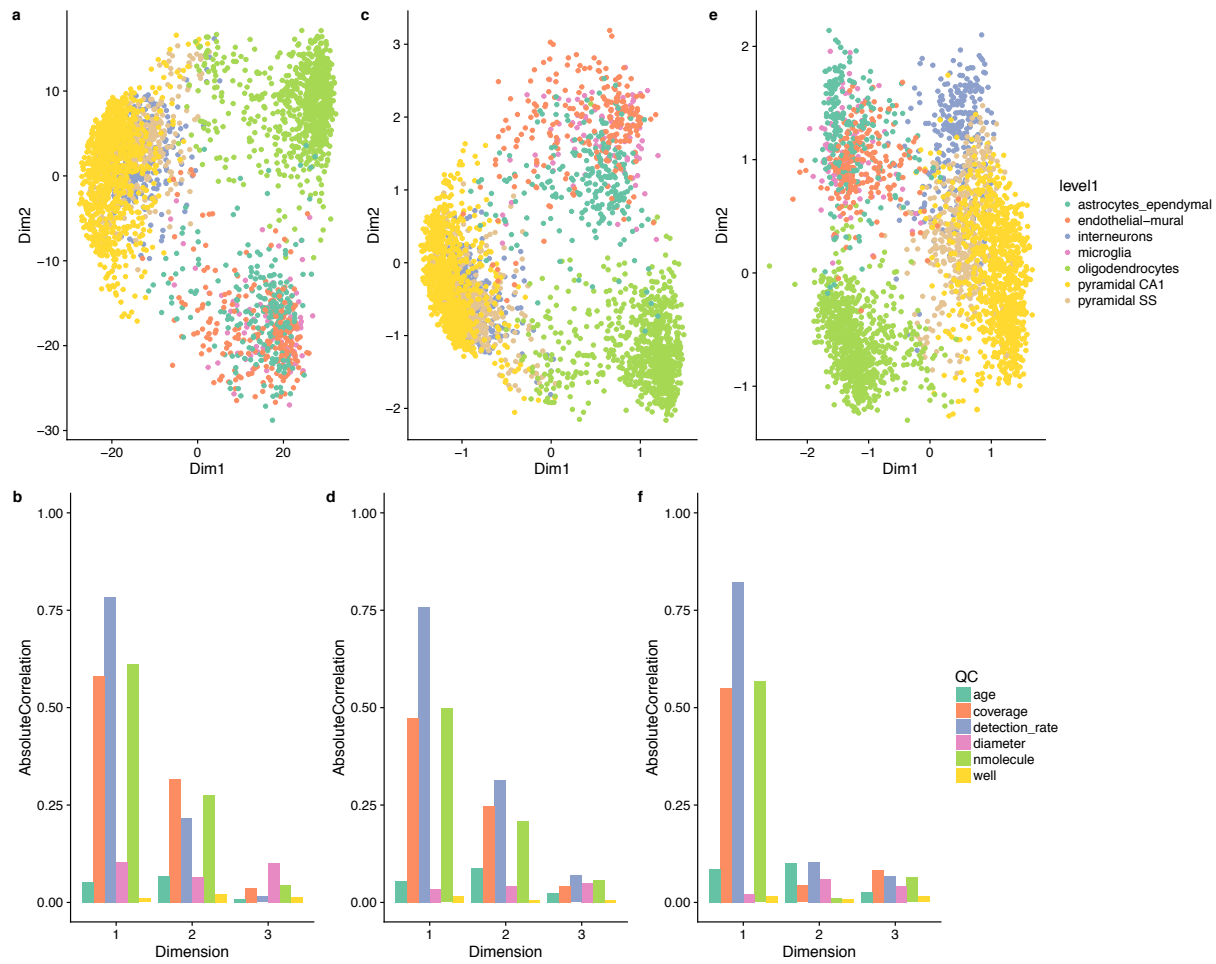 a
10
0
−10
−20
−30
Dim2
−20
0
20
Dim1
c
3
2
1
0
−1
−2
Dim2
−1
0
1
Dim1
e
2
1
0
−1
Dim2
−2
−1
0
1
Dim1
level1
astrocytes_ependymal
endothelial−mural
interneurons
microglia
oligodendrocytes
pyramidal CA1
pyramidal SS
b
1.00
0.75
0.50
0.25
0.00
AbsoluteCorrelation
1
2
3
Dimension
d
1.00
0.75
0.50
0.25
0.00
AbsoluteCorrelation
1
2
3
Dimension
f
1.00
0.75
0.50
0.25
0.00
AbsoluteCorrelation
1
2
3
Dimension
QC
age
coverage
detection_rate
diameter
nmolecule
well